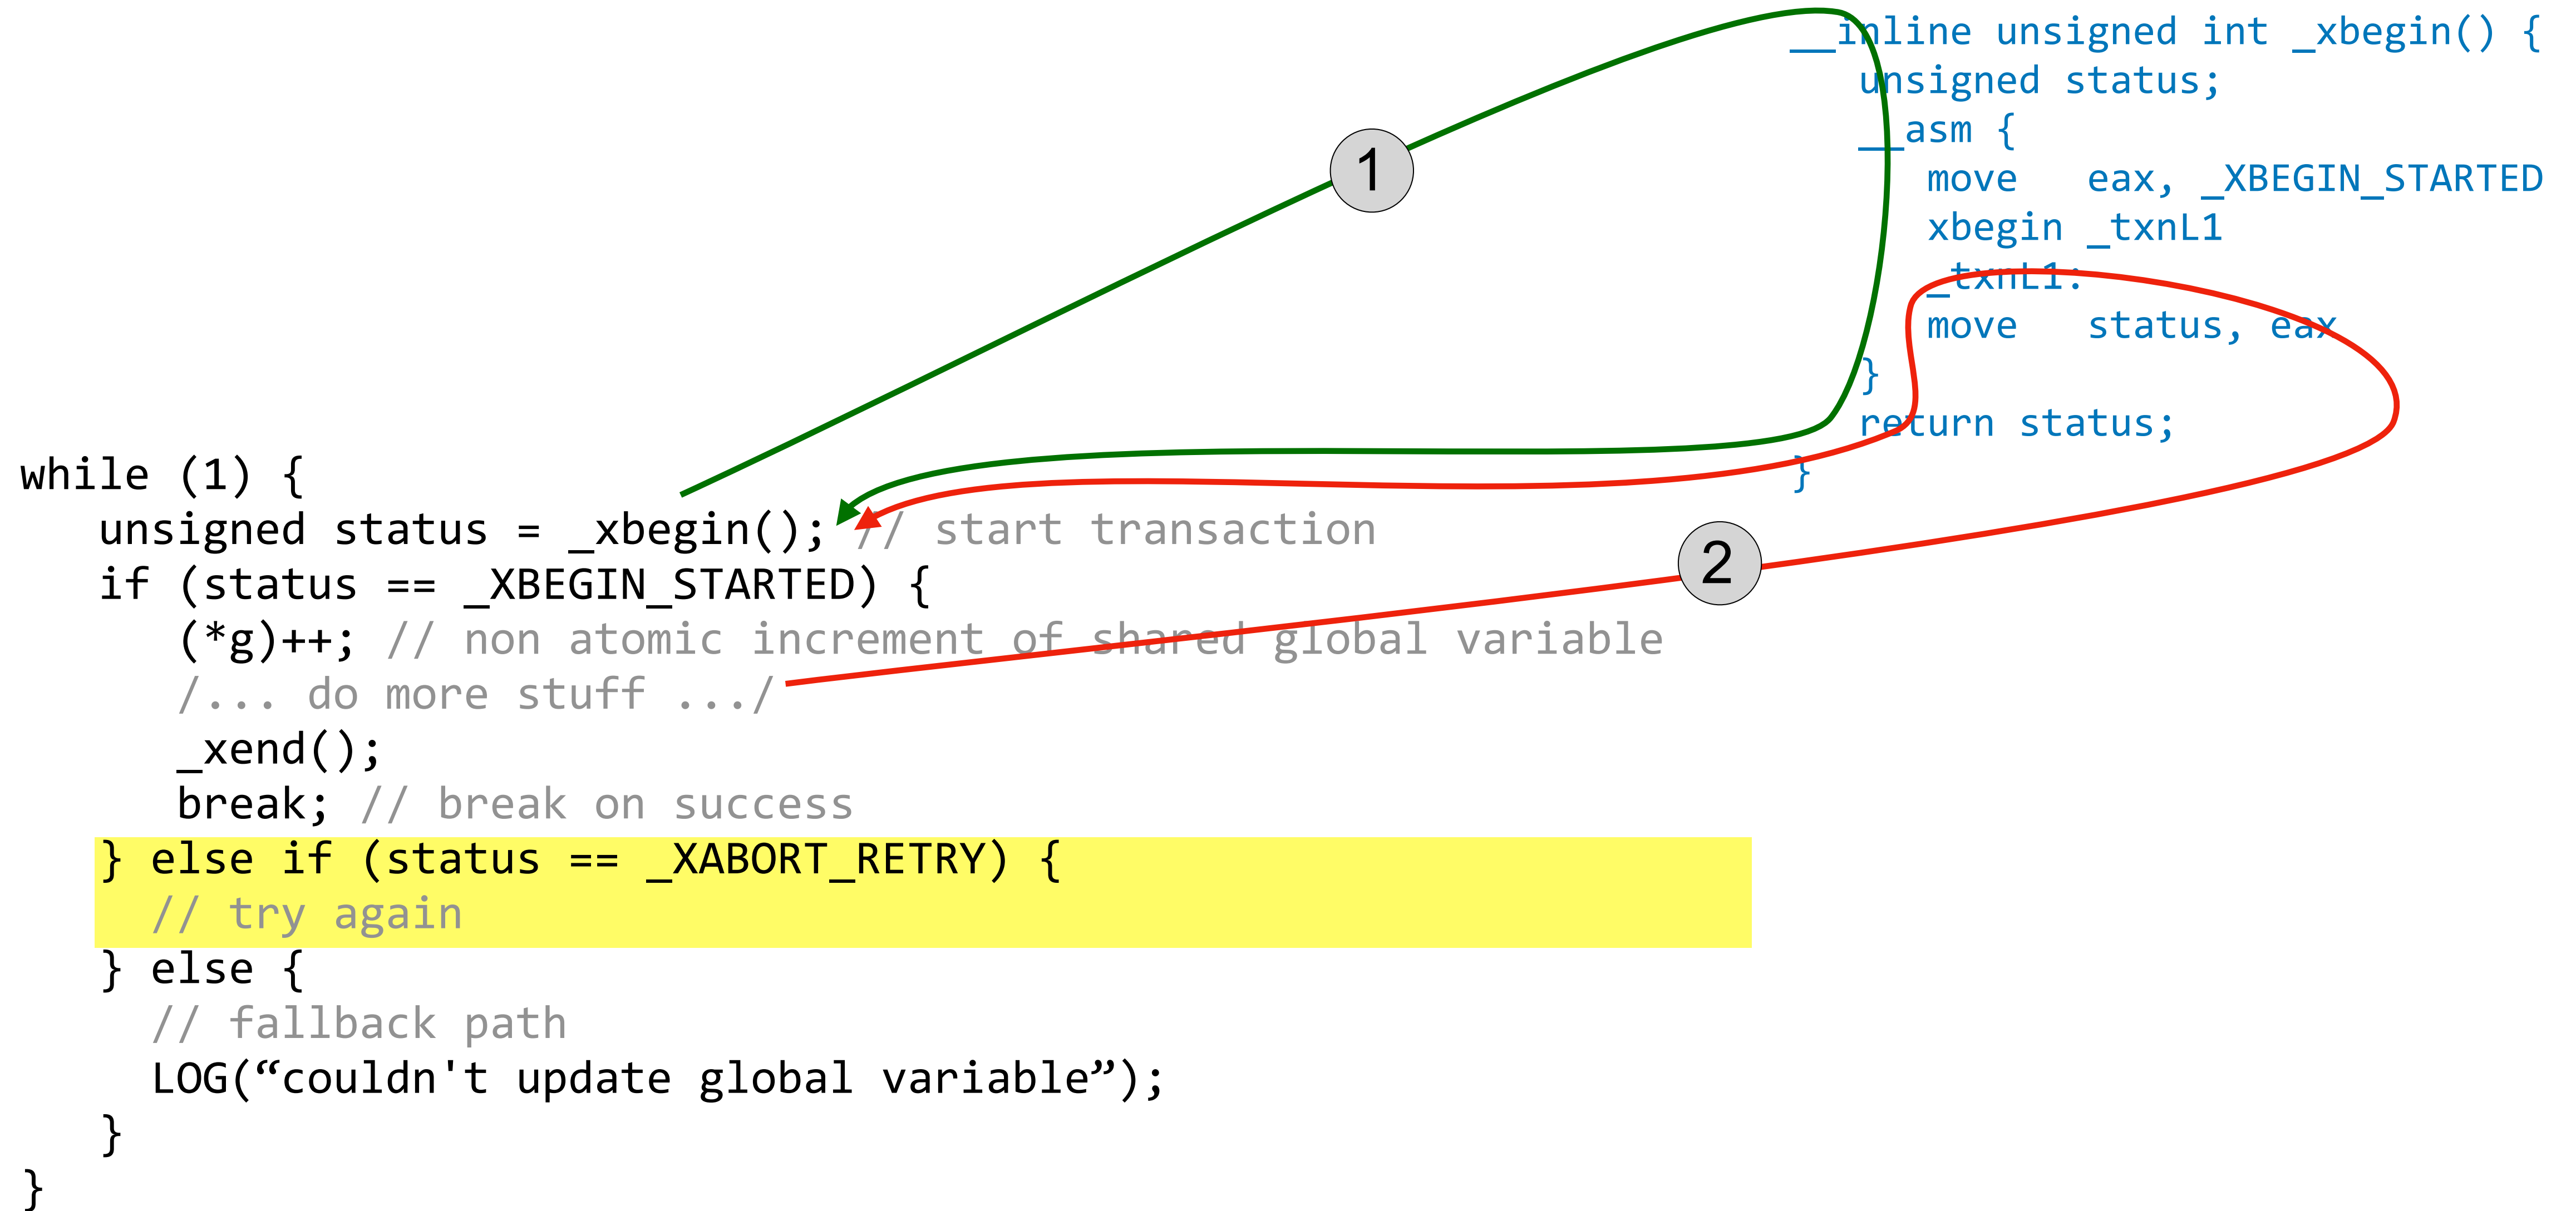 __inline unsigned int _xbegin() {
unsigned status;
__asm {
move eax, _XBEGIN_STARTED
xbegin _txnL1
_txnL1:
move status, eax
}
return status;
}
1
2
while (1) {
unsigned status = _xbegin(); // start transaction
if (status == _XBEGIN_STARTED) {
(*g)++; // non atomic increment of shared global variable
/... do more stuff .../
_xend();
break; // break on success
} else if (status == _XABORT_RETRY) {
// try again
} else {
// fallback path
LOG(“couldn't update global variable”);
}
}